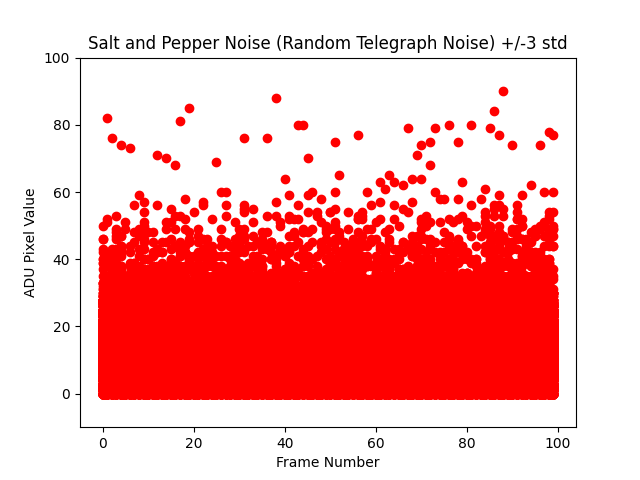 Salt and Pepper Noise (Random Telegraph Noise) +/-3 std
100
80
60
40
20
0
ADU Pixel Value
0 20 40 60 80 100
Frame Number